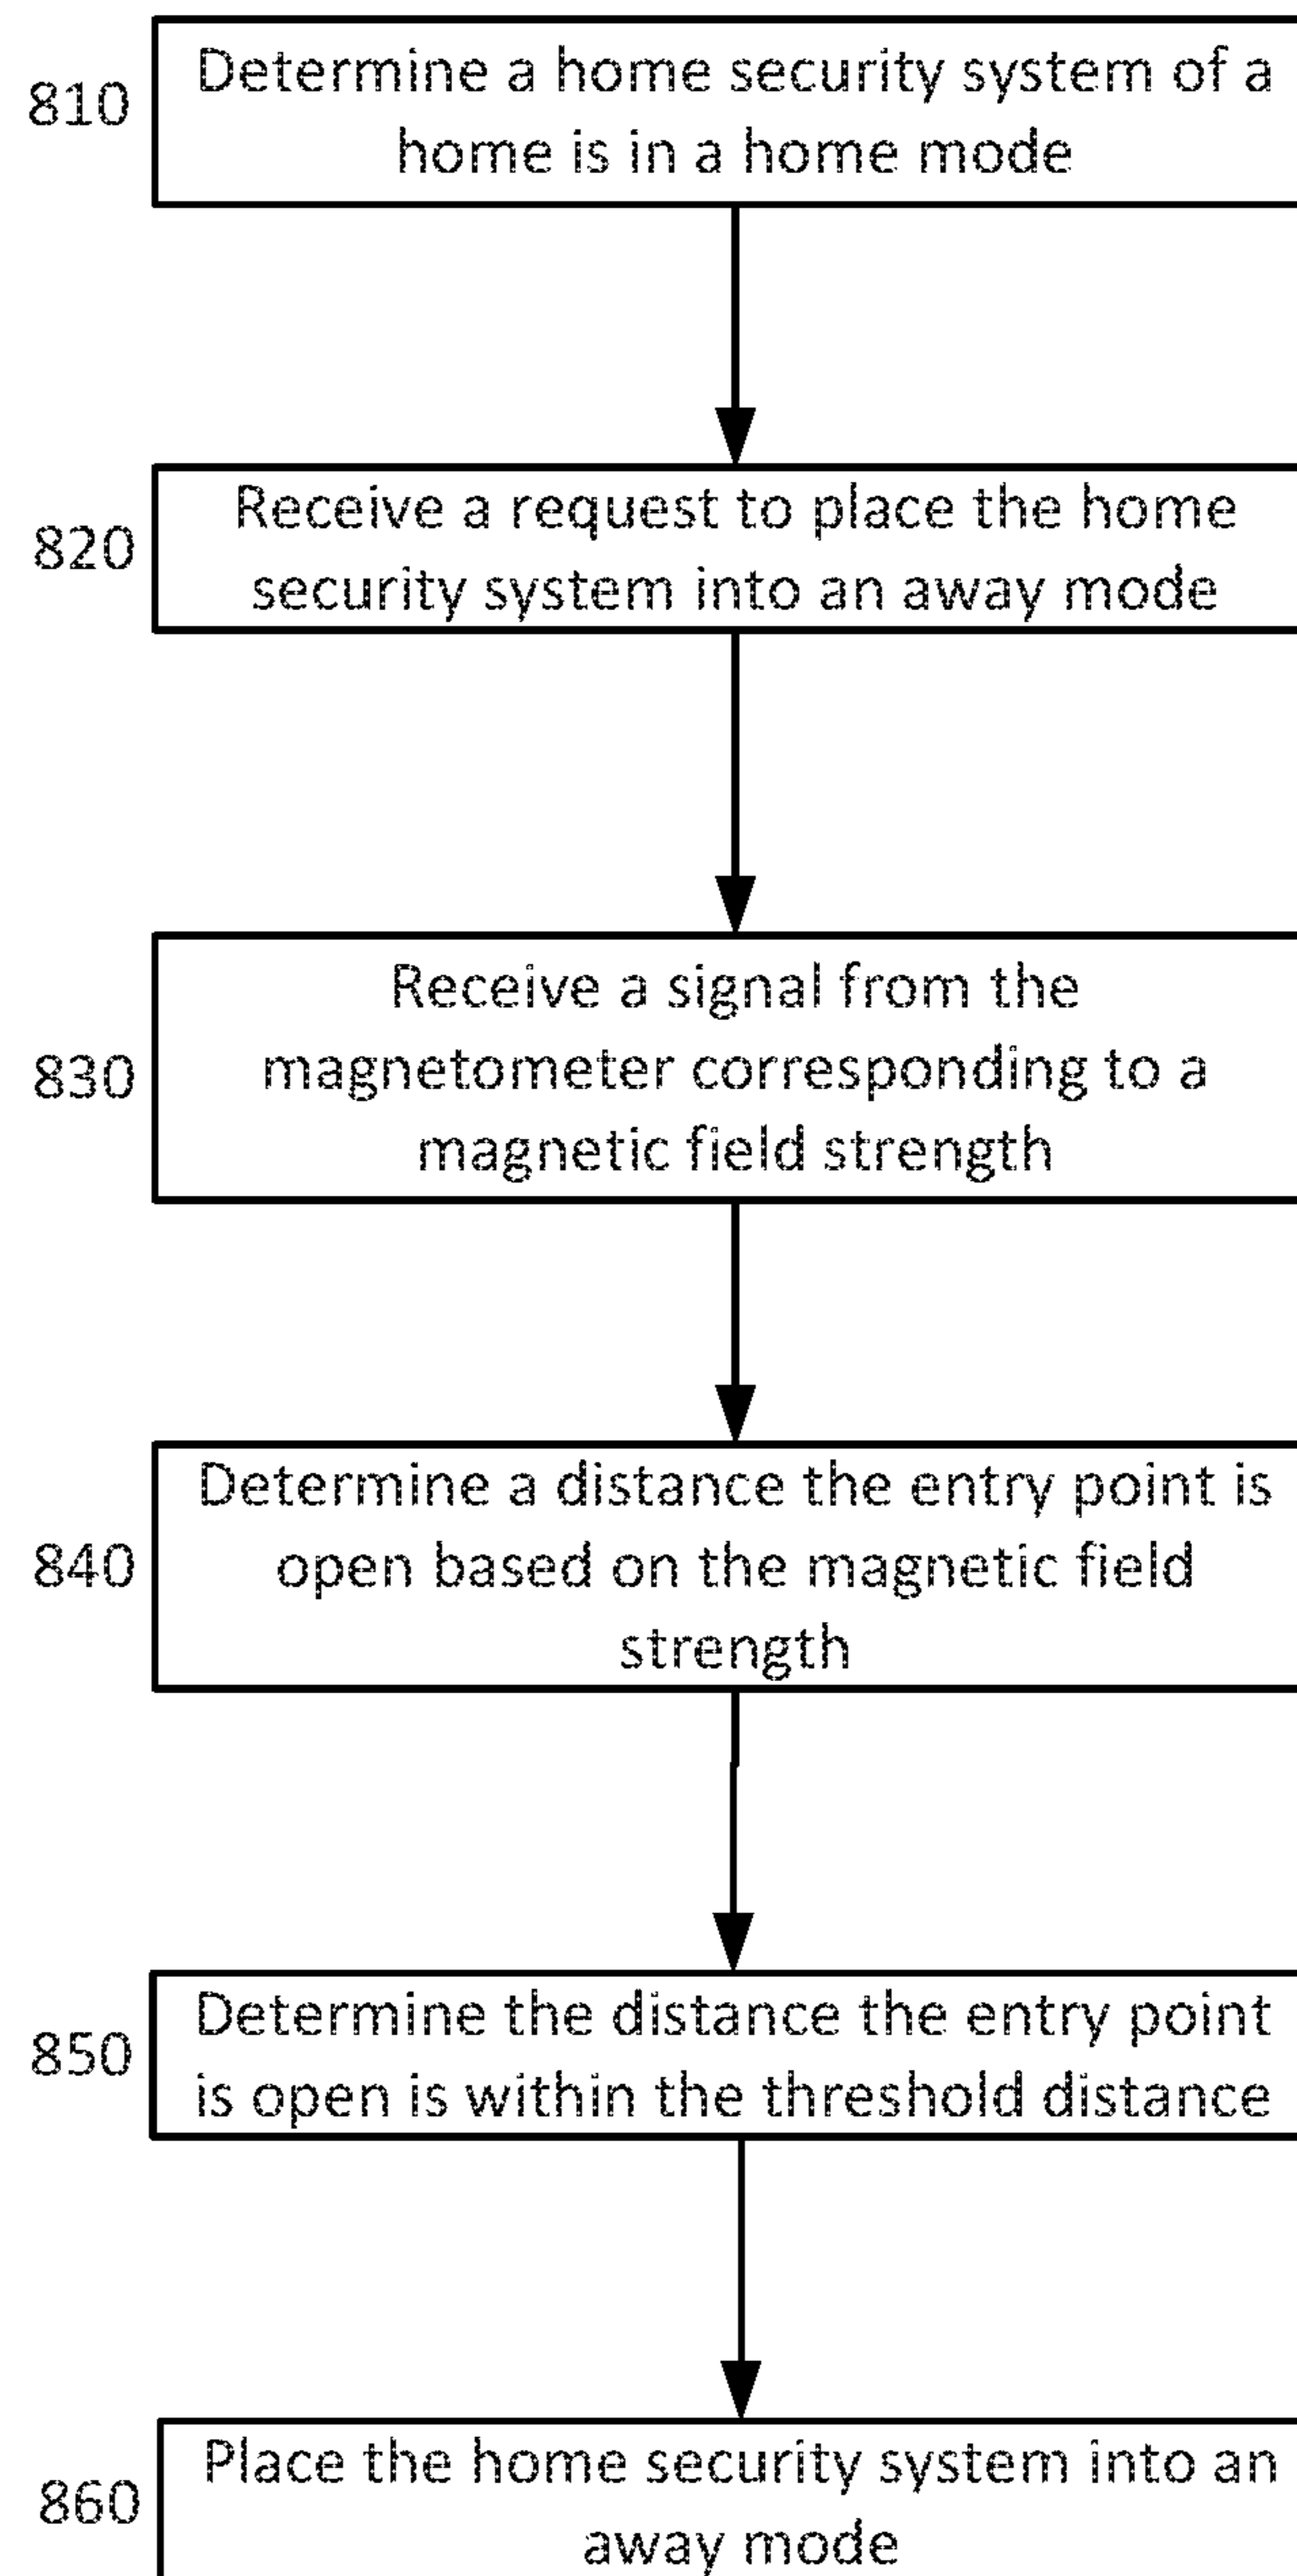 810
Determine a home security system of a
home is in a home mode
820
Receive a request to place the home
security system into an away mode
830
Receive a signal from the
magnetometer corresponding to a
magnetic field strength
840
Determine a distance the entry point is
open based on the magnetic field
strength
850
Determine the distance the entry point
is open is within the threshold distance
860
Place the home security system into an
away mode